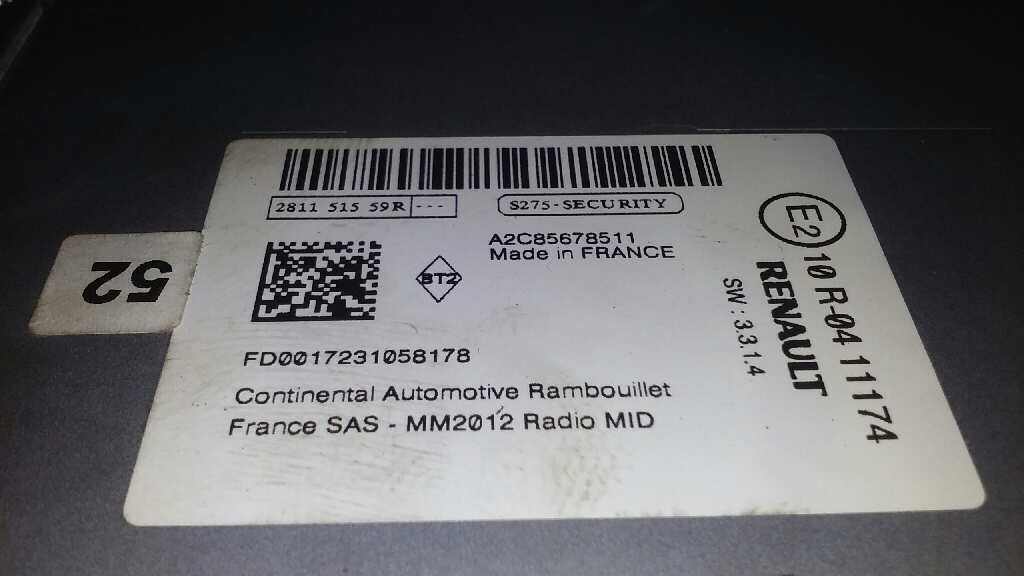 2811 515 59R ---
S275-SECURITY
A2C85678511
Made in FRANCE
BT2
52
FD0017231058178
Continental Automotive Rambouillet
France SAS - MM2012 Radio MID
E2 10 R-04 11174
RENAULT
SW : 3.3.1.4